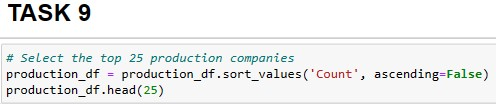 TASK 9
# Select the top 25 production companies
production_df = production_df.sort_values('Count', ascending=False)
production_df.head(25)